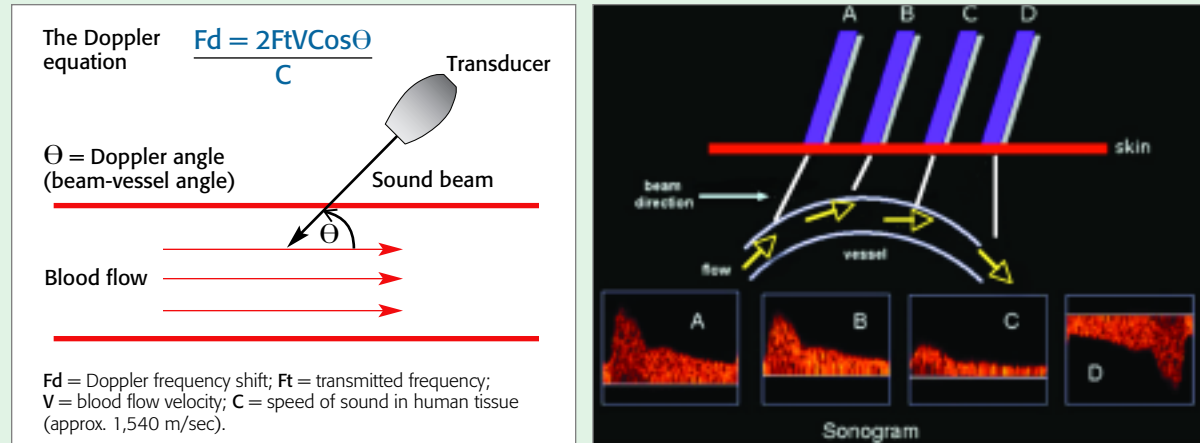 The Doppler
equation
Fd = 2FtVCosΘ
C
Transducer
Θ = Doppler angle
(beam-vessel angle)
Sound beam
Θ
Blood flow
Fd = Doppler frequency shift; Ft = transmitted frequency;
V = blood flow velocity; C = speed of sound in human tissue
(approx. 1,540 m/sec).
A B C D
skin
beam
direction
vessel
flow
A B C D
Sonogram